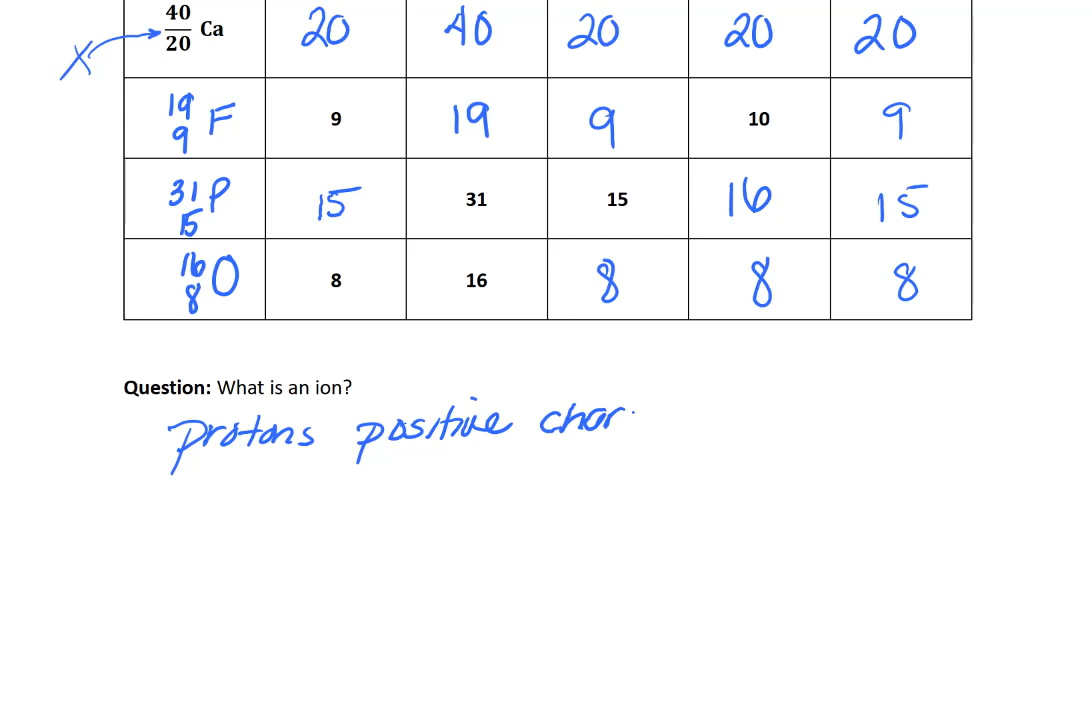 X 40/20 Ca 20 40 20 20 20
19 9 F 9 19 9 10 9
31 15 P 15 31 15 16 15
16 8 O 8 16 8 8 8
Question: What is an ion?
Protons positive char